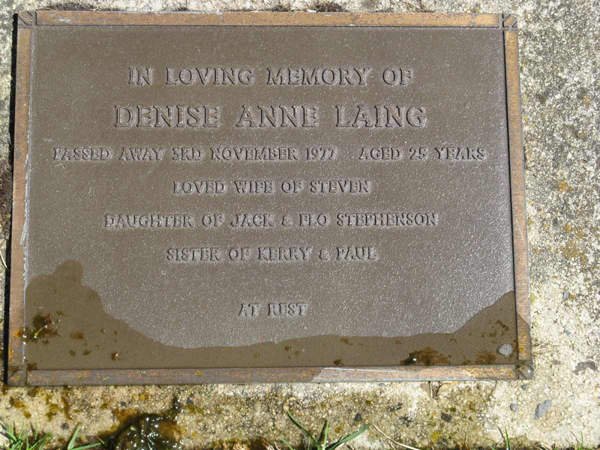 IN LOVING MEMORY OF
DENISE ANNE LAING
PASSED AWAY 3RD NOVEMBER 1977 AGED 25 YEARS
LOVED WIFE OF STEVEN
DAUGHTER OF JACK & FLO STEPHENSON
SISTER OF KERRY & PAUL
AT REST